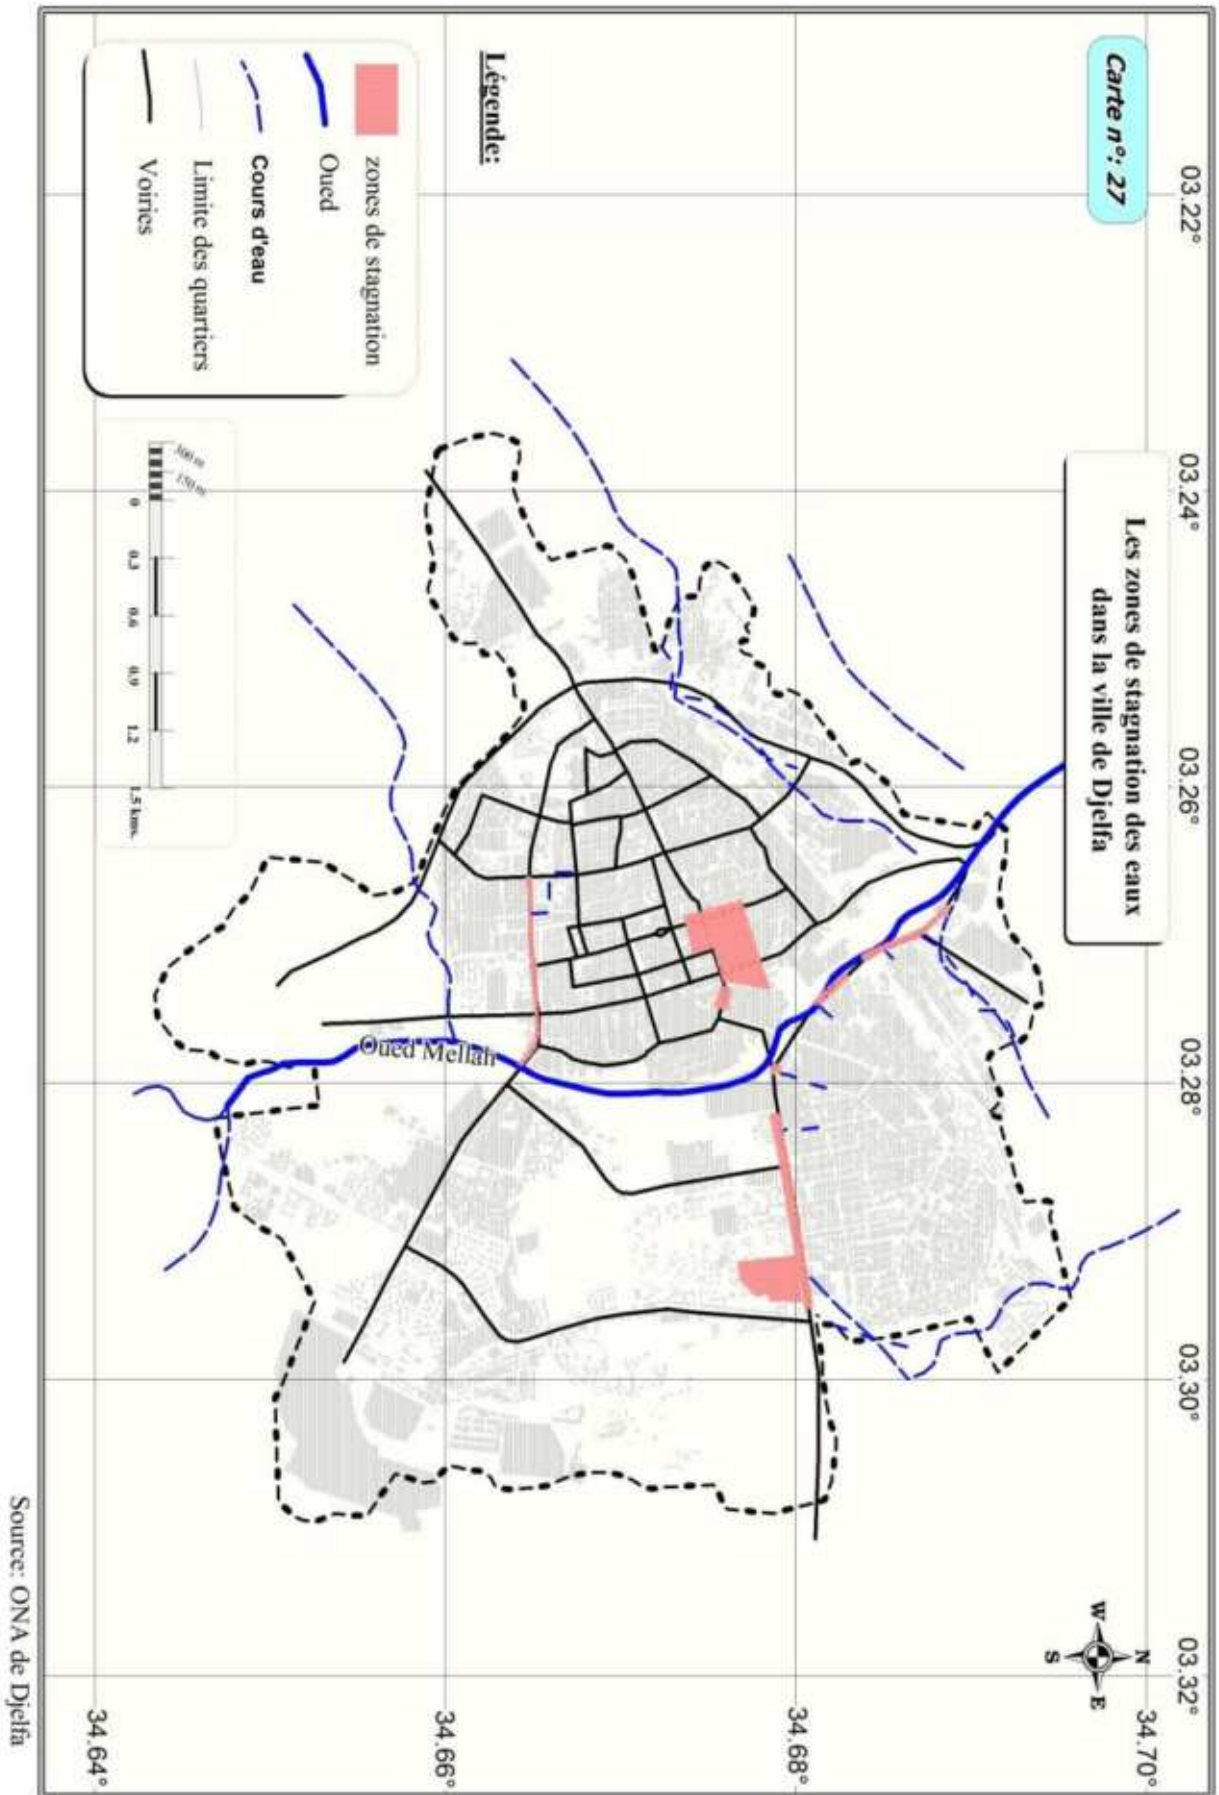 Carte n°: 27
Les zones de stagnation des eaux
dans la ville de Djelfa
03.22°
03.24°
03.26°
03.28°
03.30°
03.32°
34.70°
34.68°
34.66°
34.64°
N
W
E
S
Oued Mellah
Légende:
zones de stagnation
Oued
Cours d'eau
Limite des quartiers
Voiries
300 m
150 m
0
0.3
0.6
0.9
1.2
1.5 kms.
Source: ONA de Djelfa